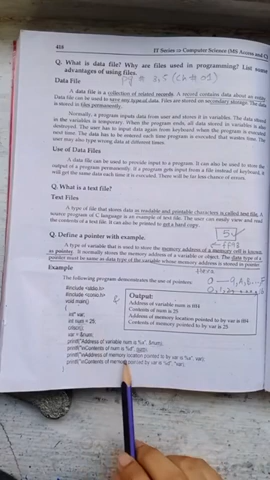 418
IT Series to Computer Science (MS Access and C)
Q. What is data file? Why are files used in programming? List some
advantages of using files.
Data File
A data file is a collection of related records. A record contains data about an entity.
Data file can be used to save any type of data. Files are stored on secondary storage. The data
is stored in files permanently.
Normally, a program inputs data from user and stores it in variables. The data stored
in the variables is temporary. When the program ends, all data stored in variables is also
destroyed. The user has to input data again from keyboard when the program is executed
next time. The data has to be entered each time program is executed that wastes time. The
user may also type wrong data at different times.
Use of Data Files
A data file can be used to provide input to a program. It can also be used to store the
output of a program permanently. If a program gets input from a file instead of keyboard, it
will get the same data each time it is executed. There will be far less chances of errors.
Q. What is a text file?
Text Files
A type of file that stores data in readable and printable characters is called text file. A
source program of C language is an example of text file. The user can easily view and read
the contents of a text file. It can also be printed to get a hard copy.
Q. Define a pointer with example.
A type of variable that is used to store the memory address of a memory cell is known
as pointer. It normally stores the memory address of a variable or object. The data type of a
pointer must be same as data type of the variable whose memory address is stored in pointer.
Example
The following program demonstrates the use of pointers:
#include <stdio.h>
#include <conio.h>
void main()
{
int* var;
int num = 25;
clrscr();
var = &num;
printf("Address of variable num is %x", &num);
printf("\nContents of num is %d", num);
printf("\nAddress of memory location pointed to by var is %x", var);
printf("\nContents of memory pointed by var is %d", *var);
}
Output:
Address of variable num is ff44
Contents of num is 25
Address of memory location pointed to by var is ff44
Contents of memory location pointed to by var is 25